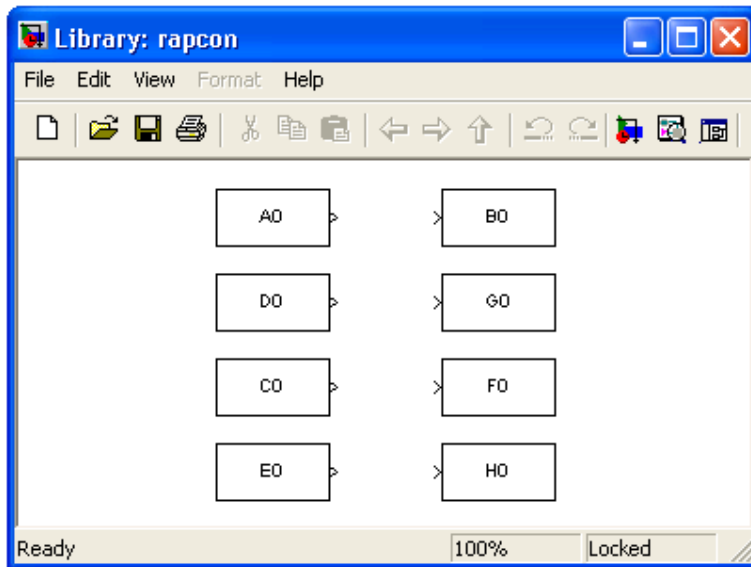 Library: rapcon
File Edit View Format Help
A0 B0
D0 G0
C0 F0
E0 H0
Ready 100% Locked